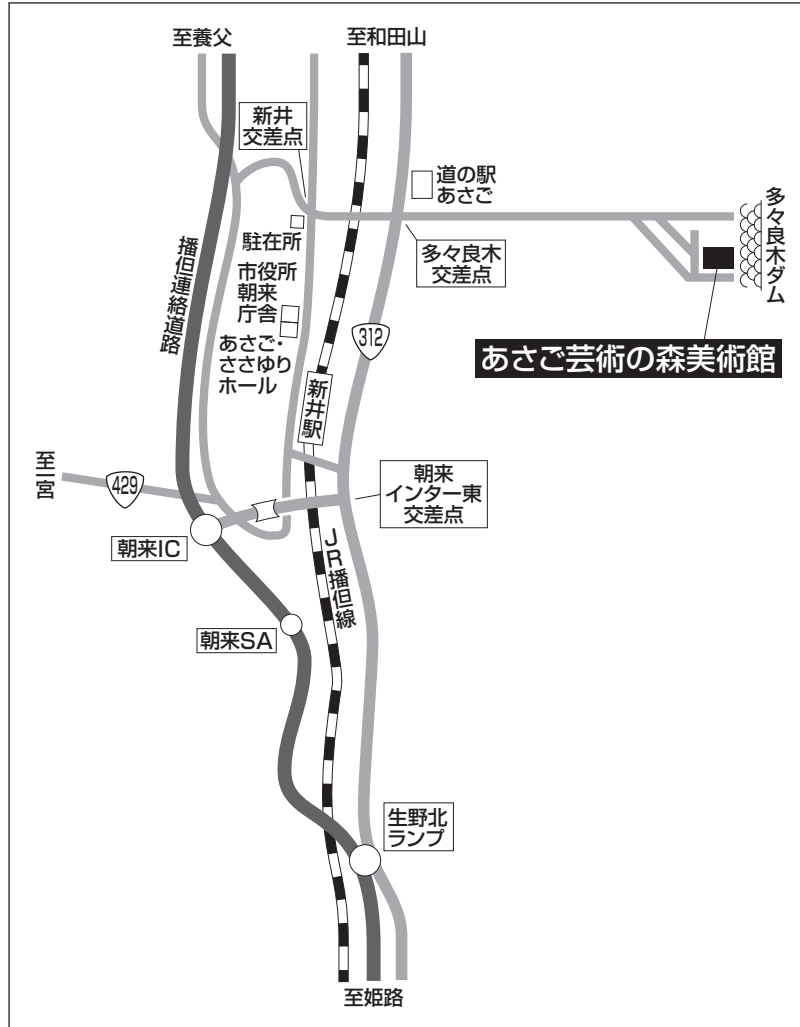 至養父
至和田山
新井
交差点
道の駅
あさご
多々良木ダム
駐在所
多々良木
交差点
播但連絡道路
市役所
朝来
庁舎
312
あさご・
ささゆり
ホール
あさご芸術の森美術館
新井駅
至一宮
429
朝来
インター東
交差点
朝来IC
JR播但線
朝来SA
生野北
ランプ
至姫路